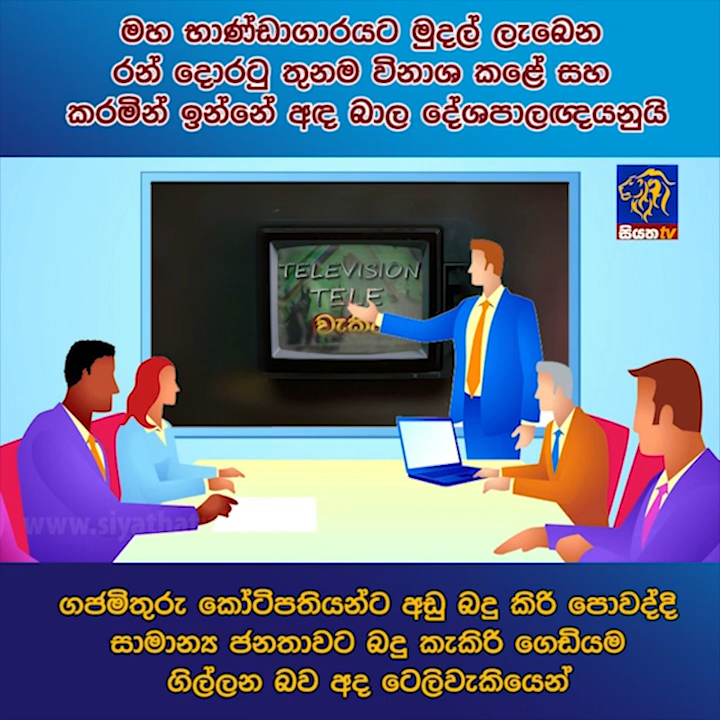 මහ භාණ්ඩාගාරයට මුදල් ලැබෙන
රන් දොරටු තුනම විනාශ කළේ සහ
කරමින් ඉන්නේ අඳ බාල දේශපාලඥයනුයි
සියත tv
TELEVISION
TELE
www.siyatha
ගජමිතුරු කෝටිපතියන්ට අඩු බදු කිරි පොවද්දි
සාමාන්‍ය ජනතාවට බදු කැකිරි ගෙඩියම
ගිල්ලන බව අද ටෙලිවැකියෙන්